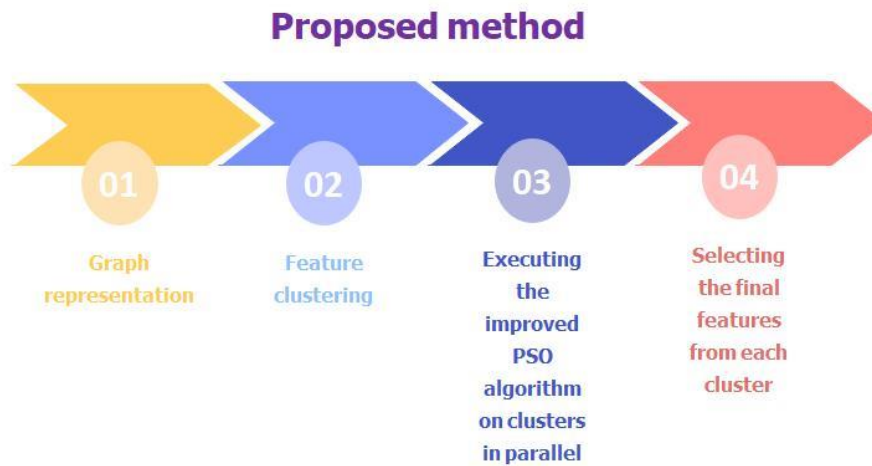 Proposed method
01
Graph
representation
02
Feature
clustering
03
Executing
the
improved
PSO
algorithm
on clusters
in parallel
04
Selecting
the final
features
from each
cluster